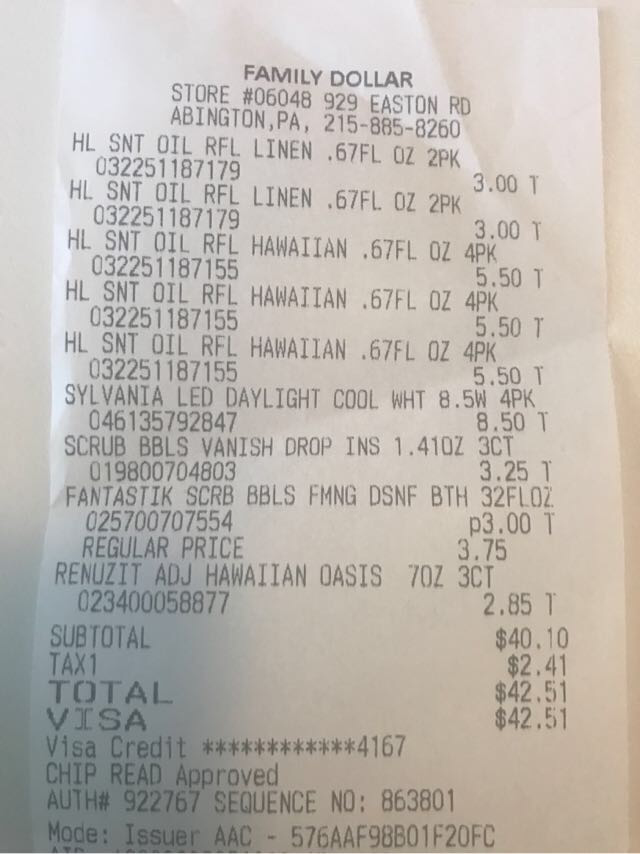 FAMILY DOLLAR
STORE #06048 929 EASTON RD
ABINGTON,PA, 215-885-8260
HL SNT OIL RFL LINEN .67FL OZ 2PK
032251187179 3.00 T
HL SNT OIL RFL LINEN .67FL OZ 2PK
032251187179 3.00 T
HL SNT OIL RFL HAWAIIAN .67FL OZ 4PK
032251187155 5.50 T
HL SNT OIL RFL HAWAIIAN .67FL OZ 4PK
032251187155 5.50 T
HL SNT OIL RFL HAWAIIAN .67FL OZ 4PK
032251187155 5.50 T
SYLVANIA LED DAYLIGHT COOL WHT 8.5W 4PK
046135792847 8.50 T
SCRUB BBLS VANISH DROP INS 1.41OZ 3CT
019800704803 3.25 T
FANTASTIK SCRB BBLS FMNG DSNF BTH 32FLOZ
025700707554 p3.00 T
REGULAR PRICE 3.75
RENUZIT ADJ HAWAIIAN OASIS 7OZ 3CT
023400058877 2.85 T
SUBTOTAL $40.10
TAX1 $2.41
TOTAL $42.51
VISA $42.51
Visa Credit ************4167
CHIP READ Approved
AUTH# 922767 SEQUENCE NO: 863801
Mode: Issuer AAC - 576AAF98B01F20FC